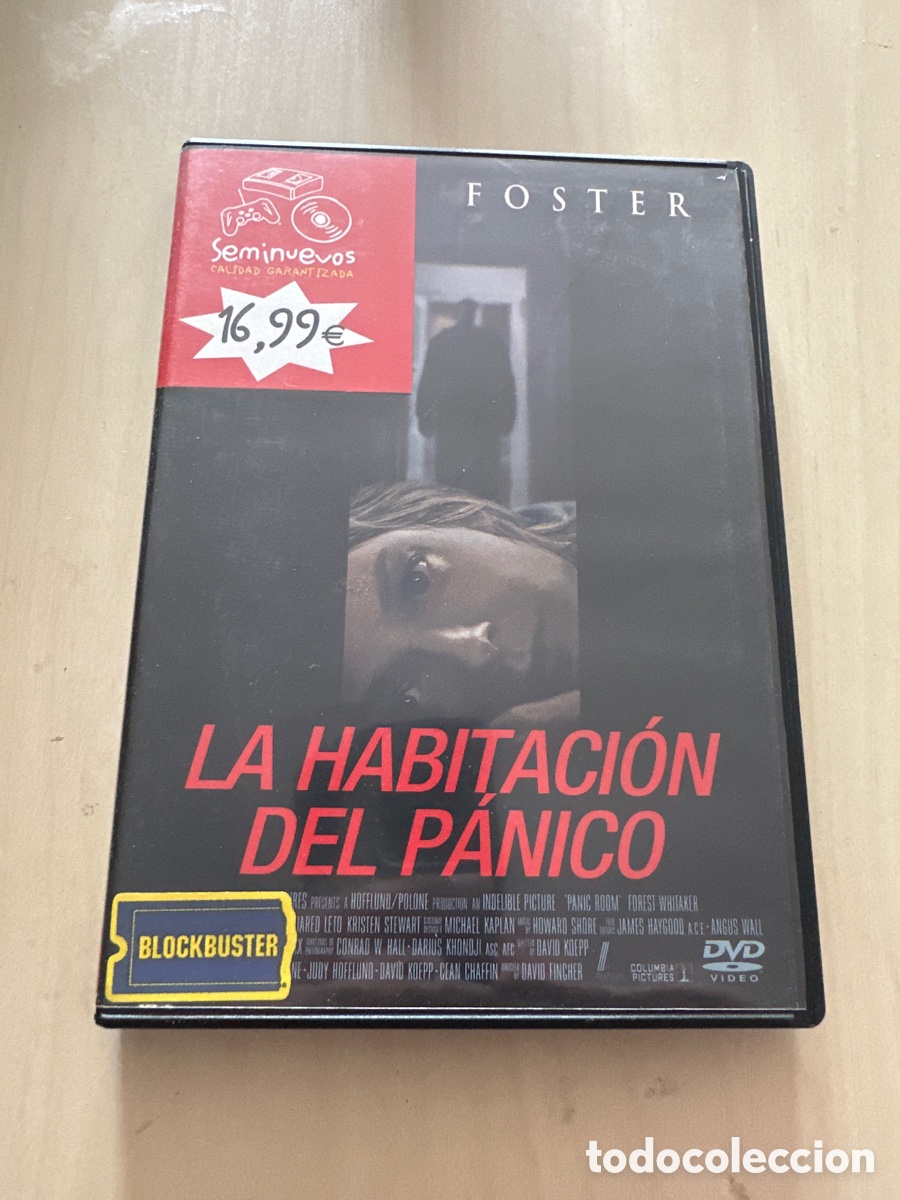 FOSTER
Seminuevos
CALIDAD GARANTIZADA
16,99€
LA HABITACIÓN
DEL PÁNICO
PRESENTS A HOFFLUND/POLONE PRODUCTION AN INDELIBLE PICTURE "PANIC ROOM" FOREST WHITAKER
JARED LETO KRISTEN STEWART MICHAEL KAPLAN HOWARD SHORE JAMES HAYGOOD A.C.E - ANGUS WALL
CONRAD W. HALL - DARIUS KHONDJI ASC, AFC DAVID KOEPP
JUDY HOFFLUND - DAVID KOEPP - CEAN CHAFFIN DAVID FINCHER
BLOCKBUSTER
COLUMBIA
PICTURES
DVD
VIDEO
todocoleccion